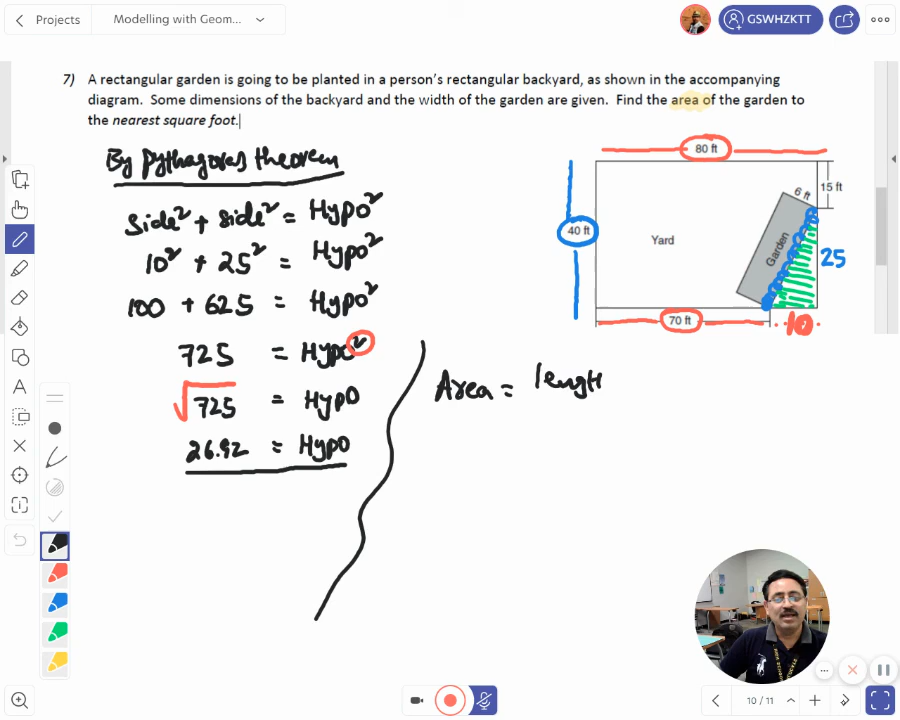 Projects
Modelling with Geom...
GSWHZKTT
7) A rectangular garden is going to be planted in a person's rectangular backyard, as shown in the accompanying
diagram. Some dimensions of the backyard and the width of the garden are given. Find the area of the garden to
the nearest square foot.
By Pythagoras theorem
Side² + side² = Hypo²
10² + 25² = Hypo²
100 + 625 = Hypo²
725 = Hypo²
√725 = Hypo
26.92 = Hypo
80 ft
15 ft
6 ft
40 ft
Yard
Garden
25
70 ft
10
Area = length
A
10 / 11